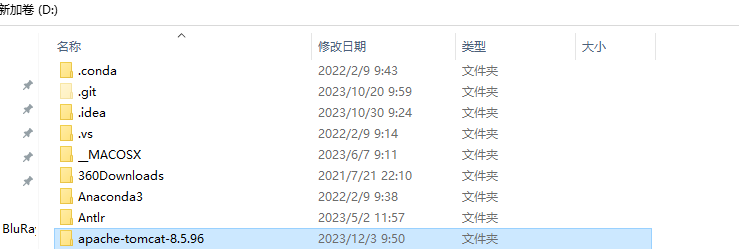 新加卷 (D:)
名称 修改日期 类型 大小
.conda 2022/2/9 9:43 文件夹
.git 2023/10/20 9:59 文件夹
.idea 2023/10/30 9:24 文件夹
.vs 2022/2/9 9:14 文件夹
__MACOSX 2023/6/7 9:11 文件夹
360Downloads 2021/7/21 22:10 文件夹
Anaconda3 2022/2/9 9:38 文件夹
Antlr 2023/5/2 11:57 文件夹
BluRay
apache-tomcat-8.5.96 2023/12/3 9:50 文件夹